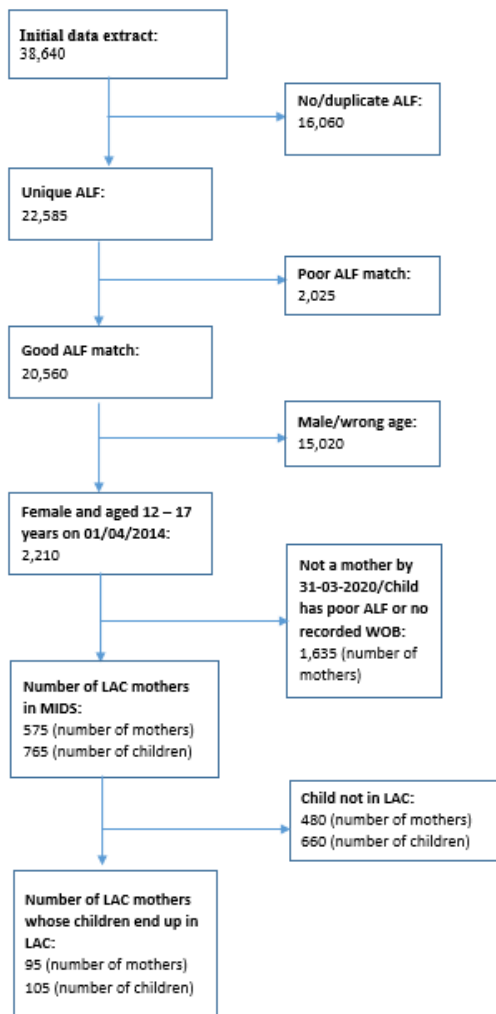 Initial data extract:
38,640
No/duplicate ALF:
16,060
Unique ALF:
22,585
Poor ALF match:
2,025
Good ALF match:
20,560
Male/wrong age:
15,020
Female and aged 12 – 17
years on 01/04/2014:
2,210
Not a mother by
31-03-2020/Child
has poor ALF or no
recorded WOB:
1,635 (number of
mothers)
Number of LAC mothers
in MIDS:
575 (number of mothers)
765 (number of children)
Child not in LAC:
480 (number of mothers)
660 (number of children)
Number of LAC mothers
whose children end up in
LAC:
95 (number of mothers)
105 (number of children)